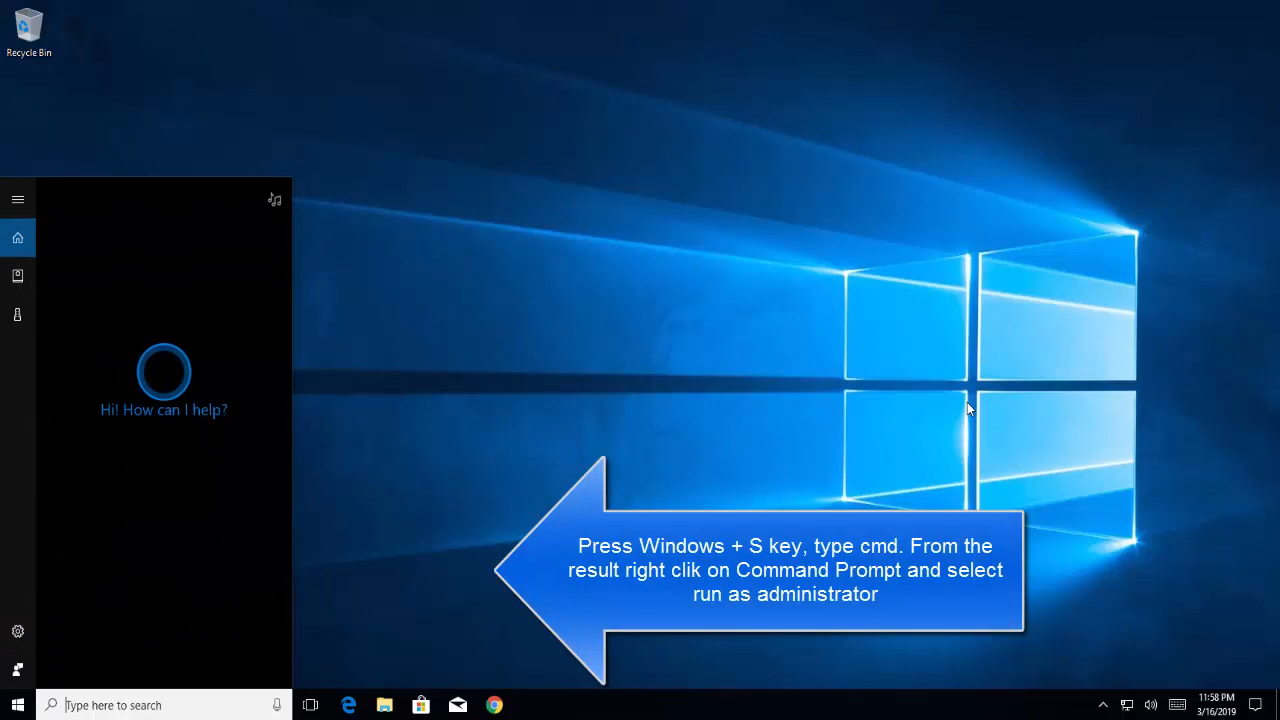 Recycle Bin
Hi! How can I help?
Press Windows + S key, type cmd. From the
result right clik on Command Prompt and select
run as administrator
Type here to search
11:58 PM
3/16/2019